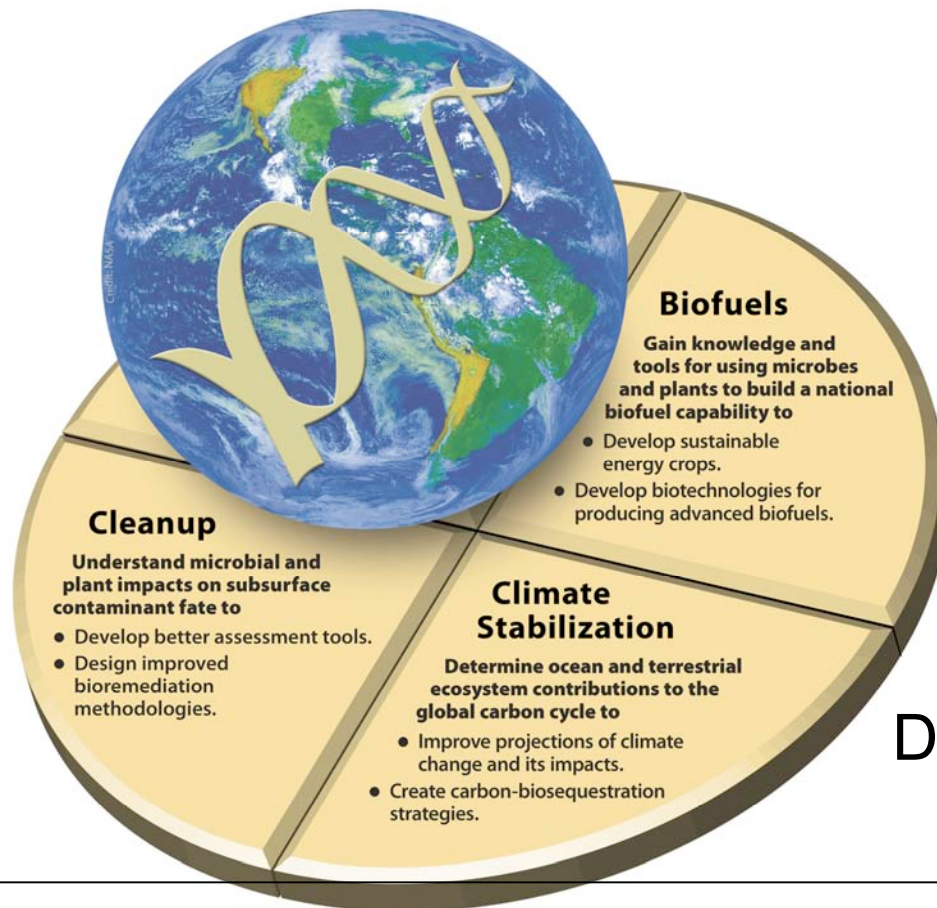 Credit: NASA
Biofuels
Gain knowledge and
tools for using microbes
and plants to build a national
biofuel capability to
● Develop sustainable
energy crops.
● Develop biotechnologies for
producing advanced biofuels.
Cleanup
Understand microbial and
plant impacts on subsurface
contaminant fate to
● Develop better assessment tools.
● Design improved
bioremediation
methodologies.
Climate
Stabilization
Determine ocean and terrestrial
ecosystem contributions to the
global carbon cycle to
● Improve projections of climate
change and its impacts.
● Create carbon-biosequestration
strategies.
D